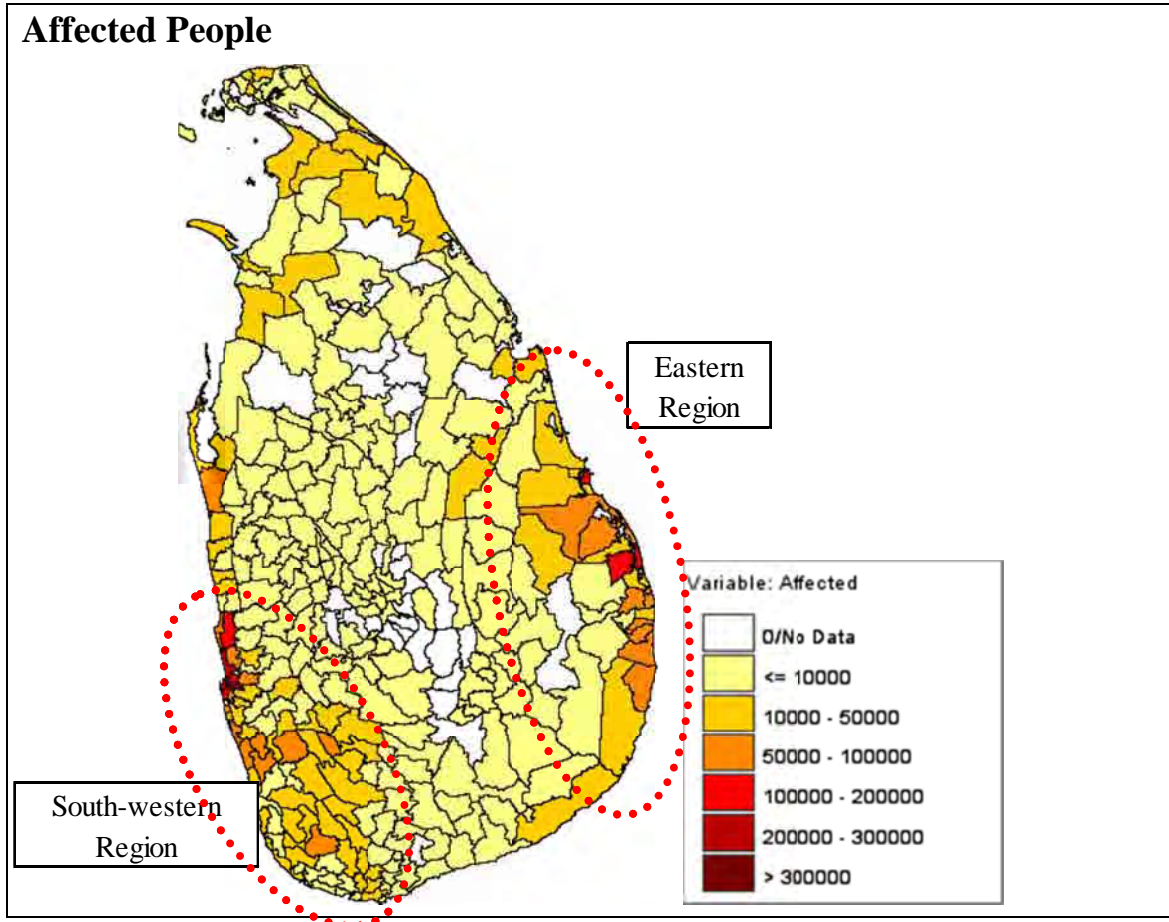 Affected People
Eastern
Region
Variable: Affected
0/No Data
<= 10000
10000 - 50000
50000 - 100000
100000 - 200000
200000 - 300000
> 300000
South-western
Region